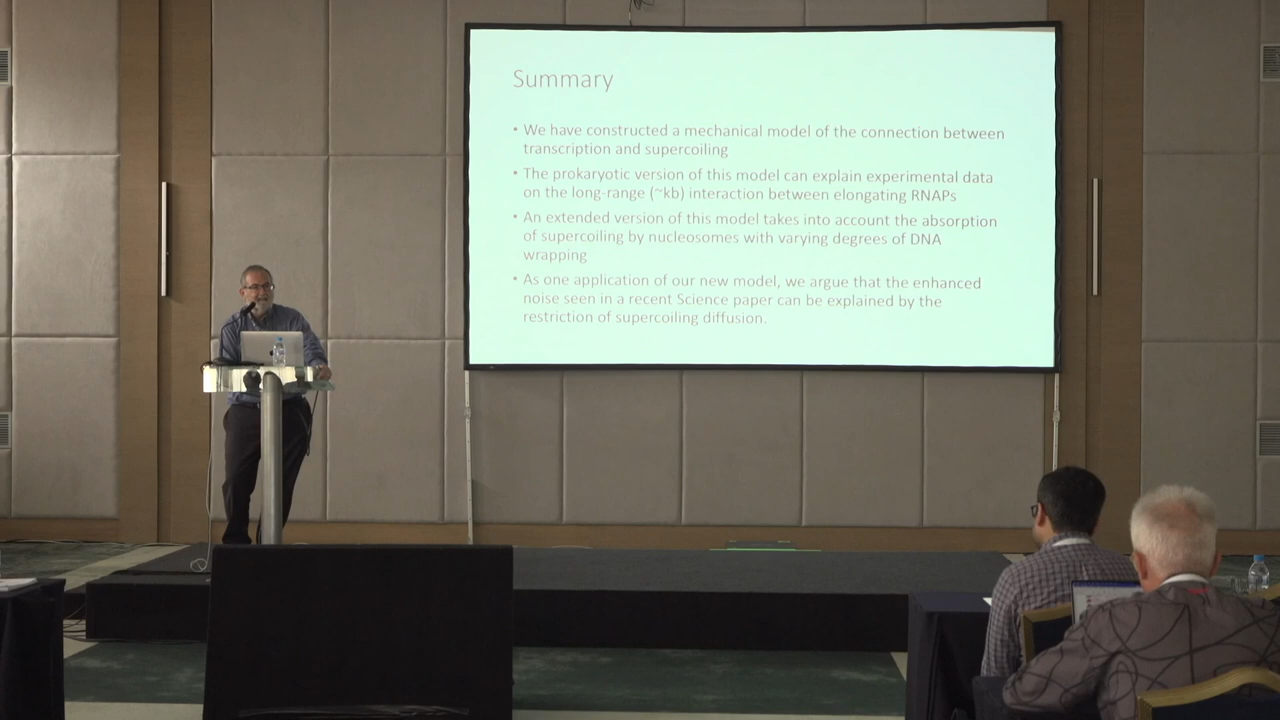 Summary
• We have constructed a mechanical model of the connection between
transcription and supercoiling
• The prokaryotic version of this model can explain experimental data
on the long-range (~kb) interaction between elongating RNAPs
• An extended version of this model takes into account the absorption
of supercoiling by nucleosomes with varying degrees of DNA
wrapping
• As one application of our new model, we argue that the enhanced
noise seen in a recent Science paper can be explained by the
restriction of supercoiling diffusion.